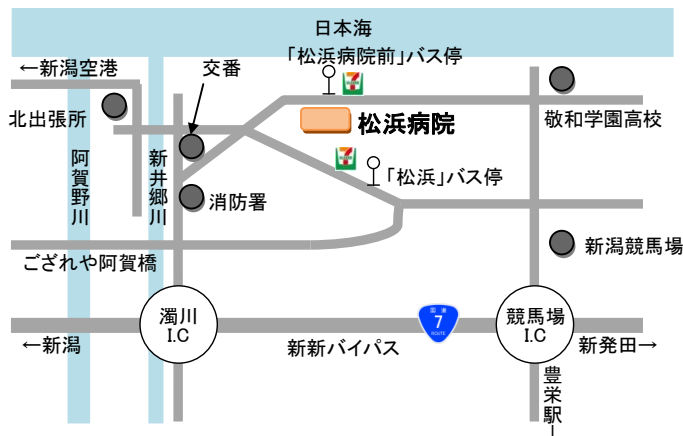 日本海
←新潟空港
交番
「松浜病院前」バス停
北出張所
松浜病院
敬和学園高校
阿賀野川
新井郷川
「松浜」バス停
消防署
新潟競馬場
ござれや阿賀橋
濁川
I.C
国道
7
ROUTE
競馬場
I.C
←新潟
新新バイパス
新発田→
豊栄駅